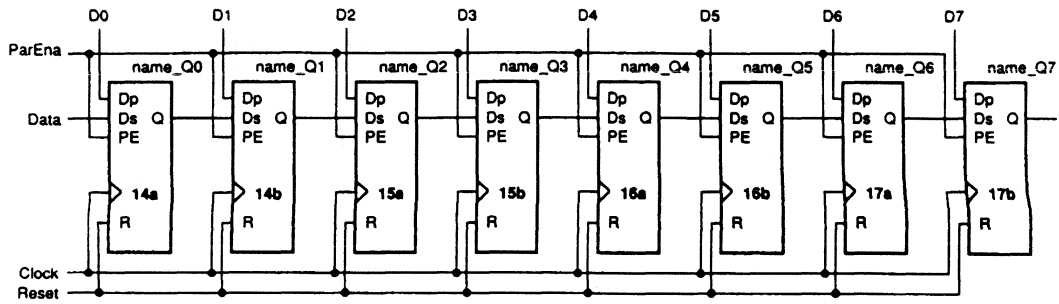 D0 D1 D2 D3 D4 D5 D6 D7
ParEna
name_Q0 name_Q1 name_Q2 name_Q3 name_Q4 name_Q5 name_Q6 name_Q7
Dp Dp Dp Dp Dp Dp Dp Dp
Data Ds Q Ds Q Ds Q Ds Q Ds Q Ds Q Ds Q Ds Q
PE PE PE PE PE PE PE PE
14a 14b 15a 15b 16a 16b 17a 17b
R R R R R R R R
Clock
Reset